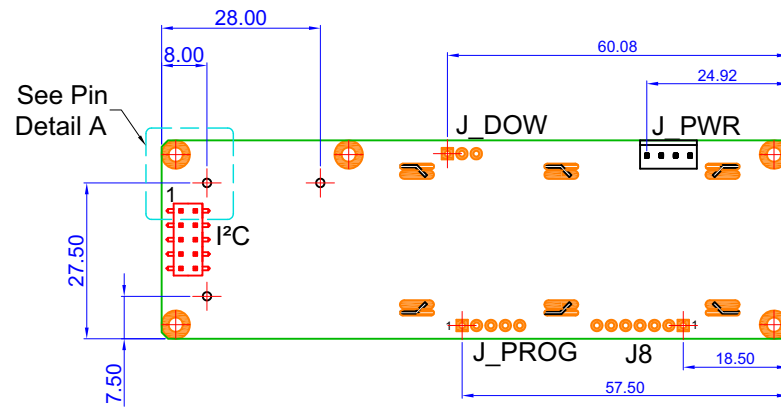 28.00
60.08
8.00
24.92
See Pin
Detail A
J_DOW
J_PWR
1
I²C
27.50
1
1
J_PROG
J8
18.50
7.50
57.50